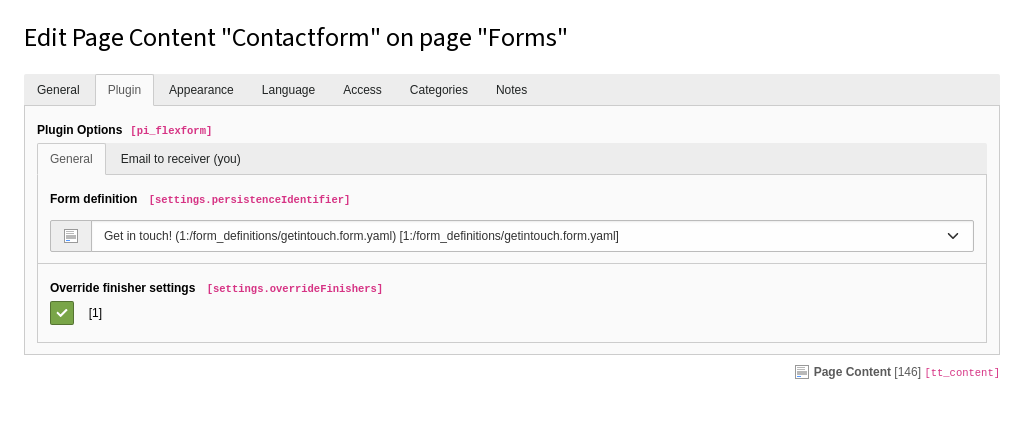 Edit Page Content "Contactform" on page "Forms"
General Plugin Appearance Language Access Categories Notes
Plugin Options [pi_flexform]
General Email to receiver (you)
Form definition [settings.persistenceIdentifier]
Get in touch! (1:/form_definitions/getintouch.form.yaml) [1:/form_definitions/getintouch.form.yaml]
Override finisher settings [settings.overrideFinishers]
[1]
Page Content [146] [tt_content]